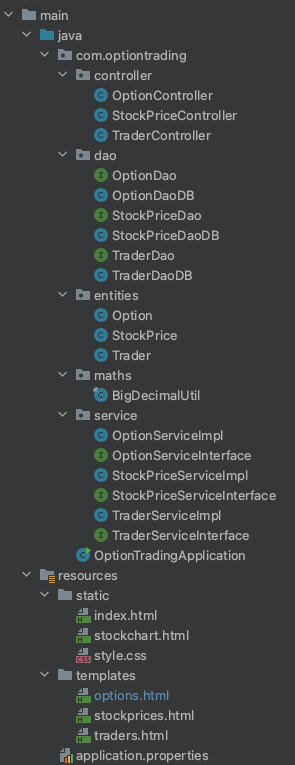 main
java
com.optiontrading
controller
OptionController
StockPriceController
TraderController
dao
OptionDao
OptionDaoDB
StockPriceDao
StockPriceDaoDB
TraderDao
TraderDaoDB
entities
Option
StockPrice
Trader
maths
BigDecimalUtil
service
OptionServiceImpl
OptionServiceInterface
StockPriceServiceImpl
StockPriceServiceInterface
TraderServiceImpl
TraderServiceInterface
OptionTradingApplication
resources
static
index.html
stockchart.html
style.css
templates
options.html
stockprices.html
traders.html
application.properties